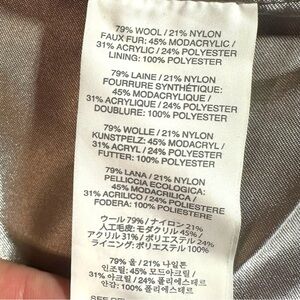 79% WOOL / 21% NYLON
FAUX FUR: 45% MODACRYLIC /
31% ACRYLIC / 24% POLYESTER
LINING: 100% POLYESTER
79% LAINE / 21% NYLON
FOURRURE SYNTHÉTIQUE:
45% MODACRYLIQUE /
31% ACRYLIQUE / 24% POLYESTER
DOUBLURE: 100% POLYESTER
79% WOLLE / 21% NYLON
KUNSTPELZ: 45% MODACRYL /
31% ACRYL / 24% POLYESTER
FUTTER: 100% POLYESTER
79% LANA / 21% NYLON
PELLICCIA ECOLOGICA:
45% MODACRILICA /
31% ACRILICO / 24% POLIESTERE
FODERA: 100% POLIESTERE
ウール 79% / ナイロン 21%
人工毛皮: モダクリル 45% /
アクリル 31% / ポリエステル 24%
ライニング: ポリエステル 100%
79% 울 / 21% 나일론
인조털: 45% 모드아크릴 /
31% 아크릴 / 24% 폴리에스테르
안감: 100% 폴리에스테르
SEE